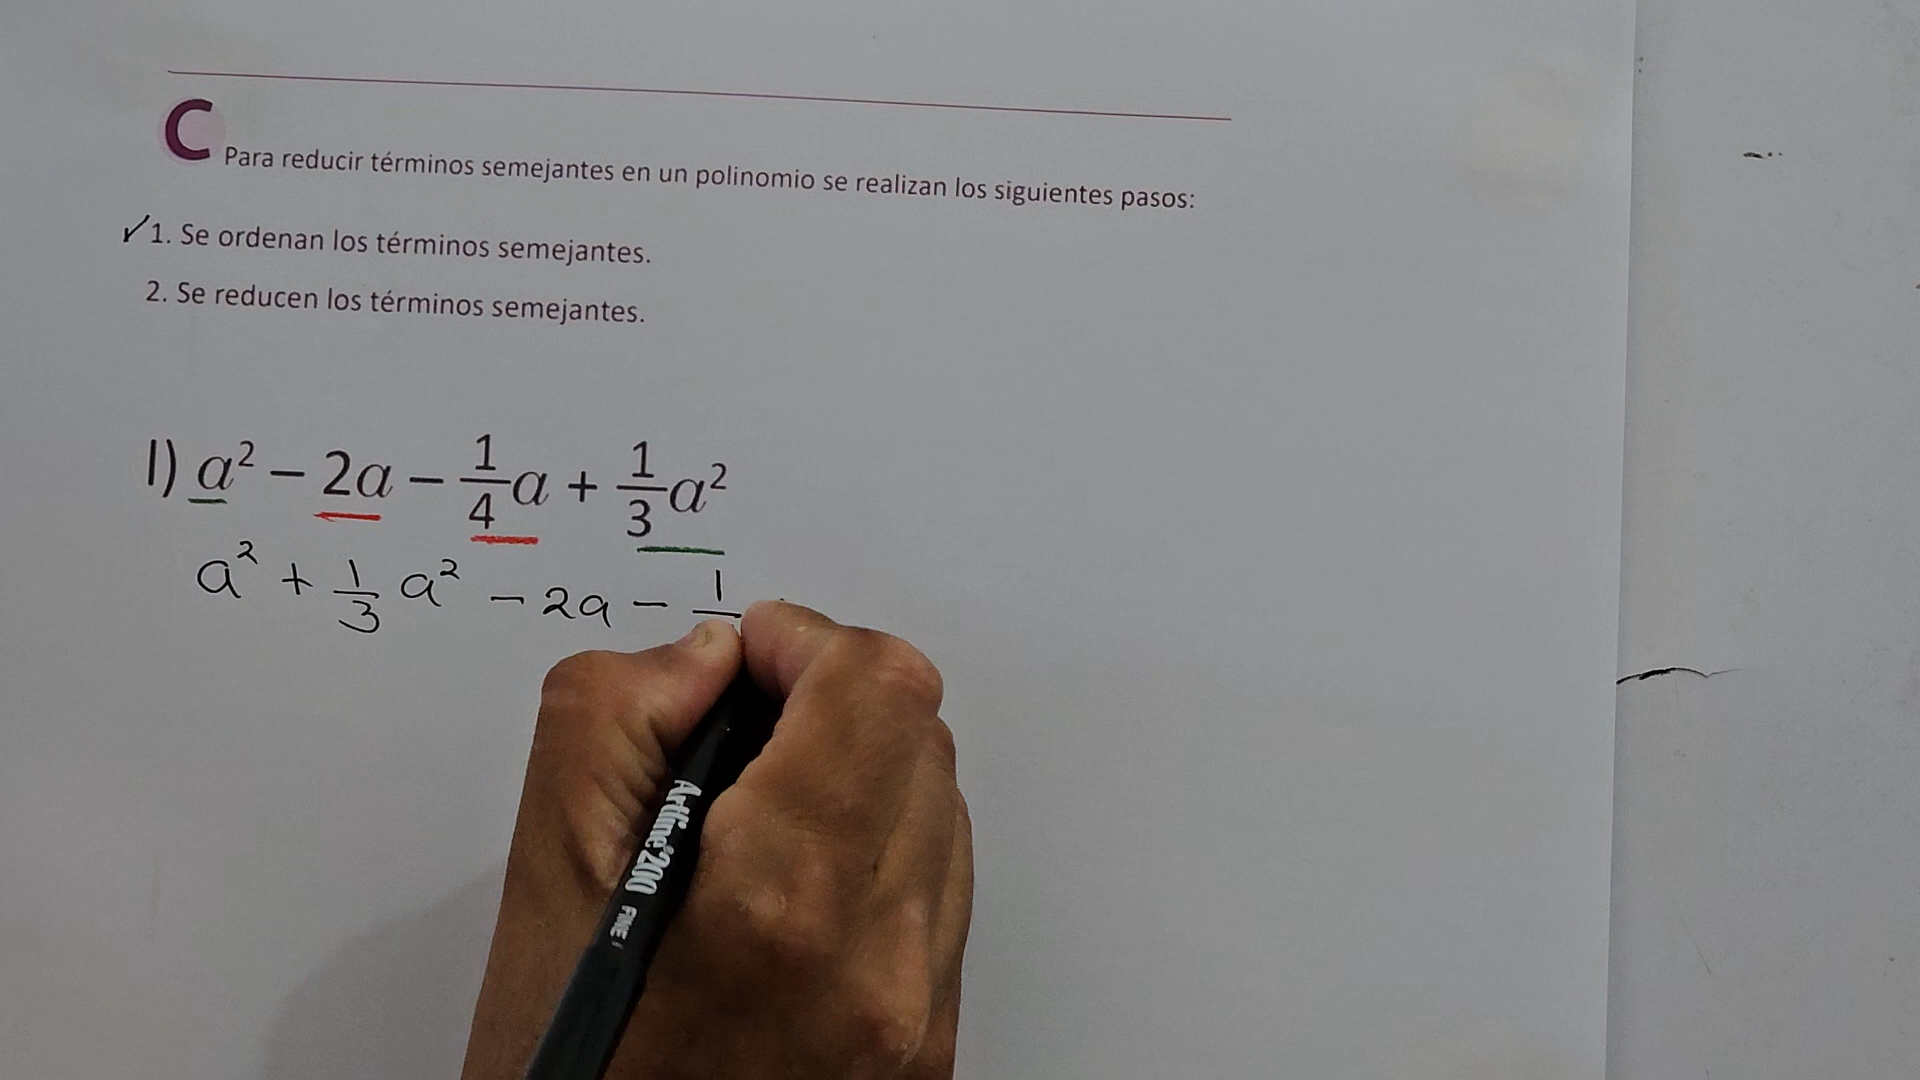 C
Para reducir términos semejantes en un polinomio se realizan los siguientes pasos:
✓1. Se ordenan los términos semejantes.
2. Se reducen los términos semejantes.
1) a² − 2a − 1/4 a + 1/3 a²
a² + 1/3 a² − 2a − 1
Artline 200 FINE